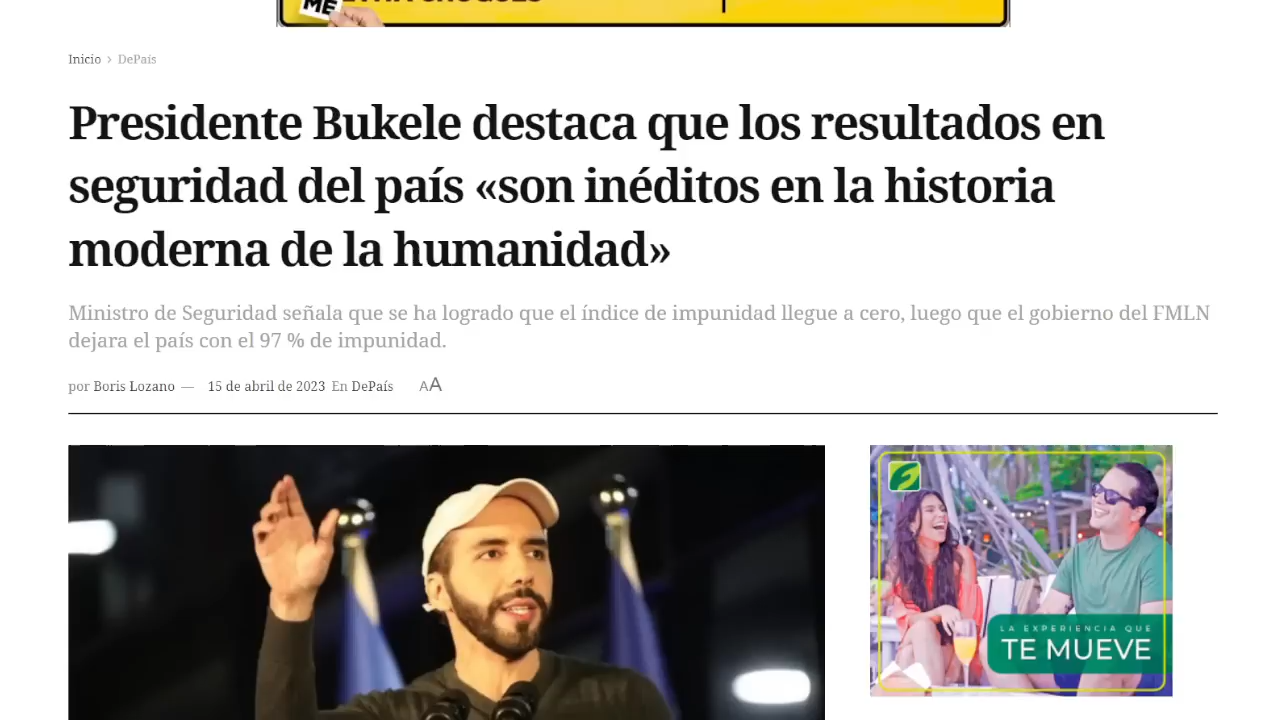 ME
Inicio › DePaís
Presidente Bukele destaca que los resultados en
seguridad del país «son inéditos en la historia
moderna de la humanidad»
Ministro de Seguridad señala que se ha logrado que el índice de impunidad llegue a cero, luego que el gobierno del FMLN
dejara el país con el 97 % de impunidad.
por Boris Lozano — 15 de abril de 2023 En DePaís AA
LA EXPERIENCIA QUE
TE MUEVE